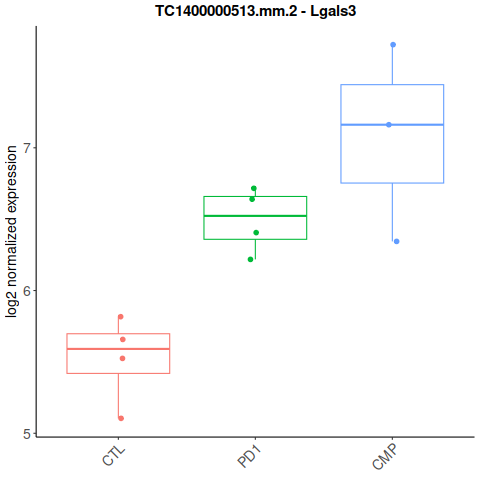 TC1400000513.mm.2 - Lgals3
log2 normalized expression
7
6
5
CTL
PD1
CMP